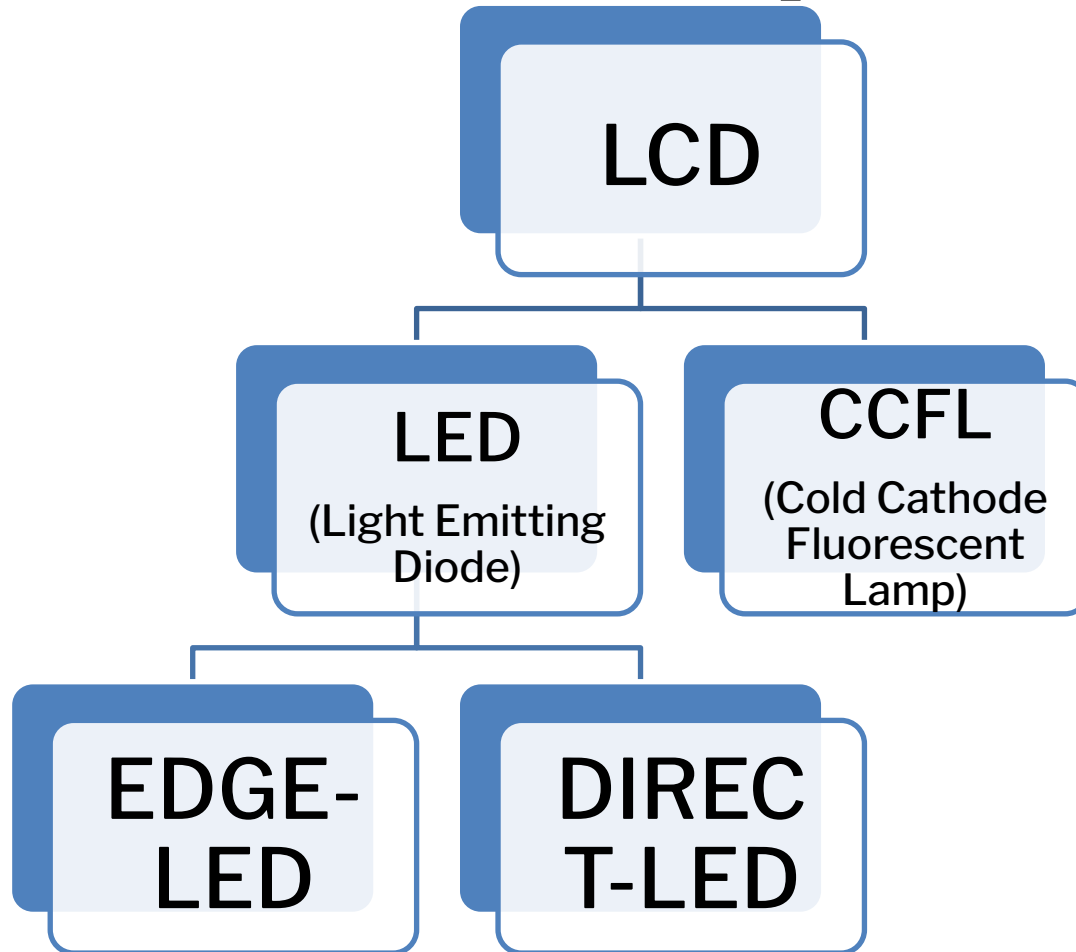 LCD
LED
(Light Emitting
Diode)
CCFL
(Cold Cathode
Fluorescent
Lamp)
EDGE-
LED
DIREC
T-LED